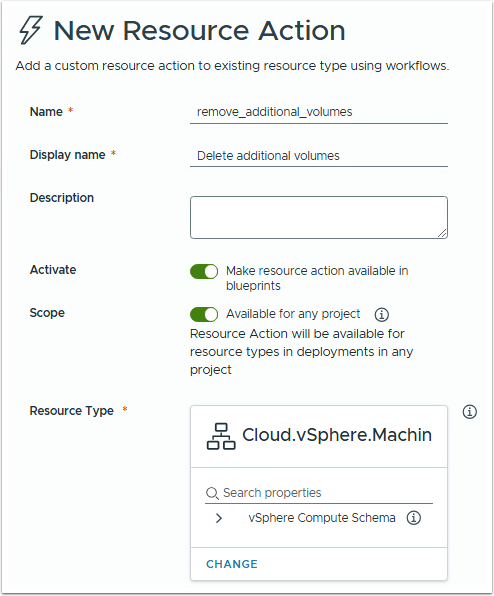 New Resource Action
Add a custom resource action to existing resource type using workflows.
Name *
remove_additional_volumes
Display name *
Delete additional volumes
Description
Activate
Make resource action available in
blueprints
Scope
Available for any project
Resource Action will be available for
resource types in deployments in any
project
Resource Type *
Cloud.vSphere.Machin
Search properties
vSphere Compute Schema
CHANGE